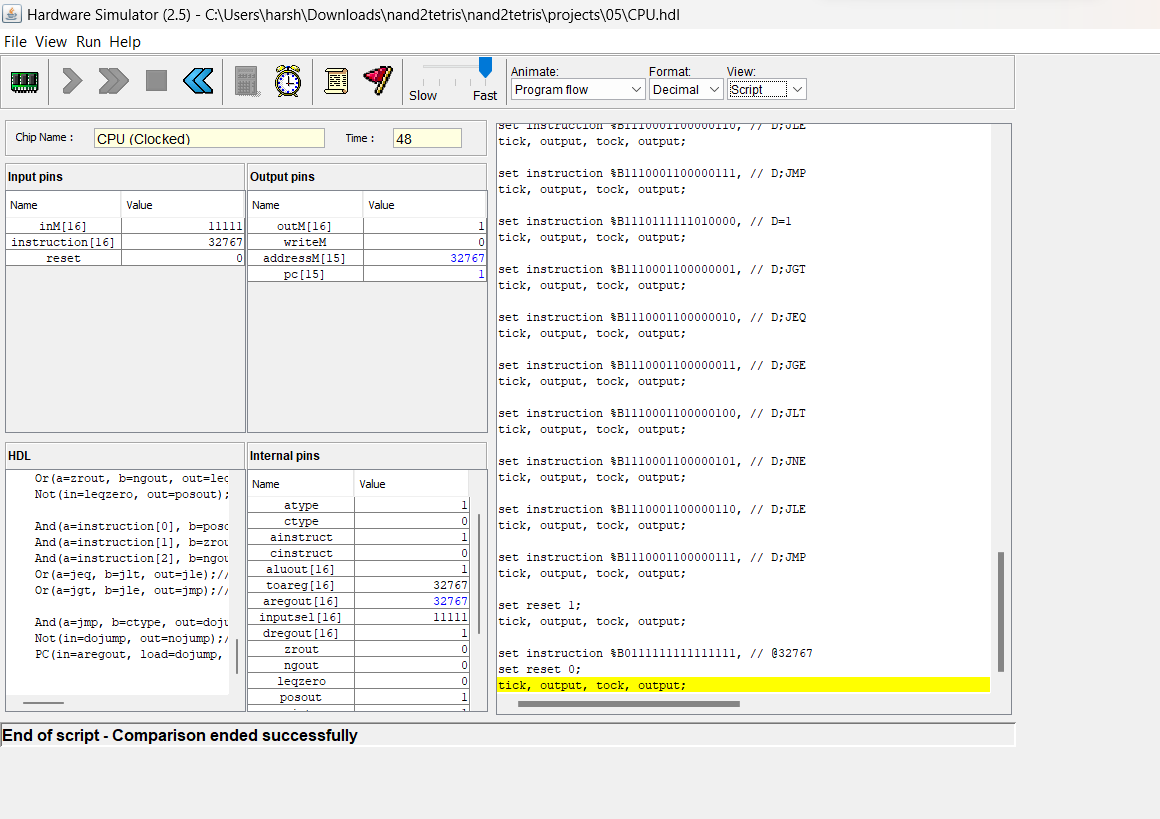 Hardware Simulator (2.5) - C:\Users\harsh\Downloads\nand2tetris\nand2tetris\projects\05\CPU.hdl
File View Run Help
Slow Fast
Animate: Format: View:
Program flow Decimal Script
Chip Name : CPU (Clocked) Time : 48
Input pins
Name Value
inM[16] 11111
instruction[16] 32767
reset 0
Output pins
Name Value
outM[16] 1
writeM 0
addressM[15] 32767
pc[15] 1
HDL
Or(a=zrout, b=ngout, out=leq
Not(in=leqzero, out=posout);
And(a=instruction[0], b=poso
And(a=instruction[1], b=zrou
And(a=instruction[2], b=ngou
Or(a=jeq, b=jlt, out=jle);//
Or(a=jgt, b=jle, out=jmp);//
And(a=jmp, b=ctype, out=doju
Not(in=dojump, out=nojump);/
PC(in=aregout, load=dojump,
Internal pins
Name Value
atype 1
ctype 0
ainstruct 1
cinstruct 0
aluout[16] 1
toareg[16] 32767
aregout[16] 32767
inputsel[16] 11111
dregout[16] 1
zrout 0
ngout 0
leqzero 0
posout 1
set instruction %B1110001100000110, // D;JLE
tick, output, tock, output;
set instruction %B1110001100000111, // D;JMP
tick, output, tock, output;
set instruction %B1110111111010000, // D=1
tick, output, tock, output;
set instruction %B1110001100000001, // D;JGT
tick, output, tock, output;
set instruction %B1110001100000010, // D;JEQ
tick, output, tock, output;
set instruction %B1110001100000011, // D;JGE
tick, output, tock, output;
set instruction %B1110001100000100, // D;JLT
tick, output, tock, output;
set instruction %B1110001100000101, // D;JNE
tick, output, tock, output;
set instruction %B1110001100000110, // D;JLE
tick, output, tock, output;
set instruction %B1110001100000111, // D;JMP
tick, output, tock, output;
set reset 1;
tick, output, tock, output;
set instruction %B0111111111111111, // @32767
set reset 0;
tick, output, tock, output;
End of script - Comparison ended successfully